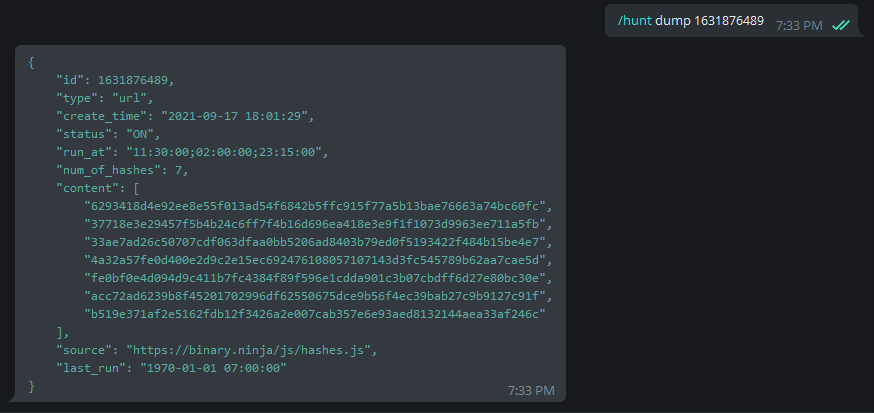 /hunt dump 1631876489 7:33 PM
{
    "id": 1631876489,
    "type": "url",
    "create_time": "2021-09-17 18:01:29",
    "status": "ON",
    "run_at": "11:30:00;02:00:00;23:15:00",
    "num_of_hashes": 7,
    "content": [
        "6293418d4e92ee8e55f013ad54f6842b5ffc915f77a5b13bae76663a74bc60fc",
        "37718e3e29457f5b4b24c6ff7f4b16d696ea418e3e9f1f1073d9963ee711a5fb",
        "33ae7ad26c50707cdf063dfaa0bb5206ad8403b79ed0f5193422f484b15be4e7",
        "4a32a57fe0d400e2d9c2e15ec692476108057107143d3fc545789b62aa7cae5d",
        "fe0bf0e4d094d9c411b7fc4384f89f596e1cdda901c3b07cbdff6d27e80bc30e",
        "acc72ad6239b8f45201702996df62550675dce9b56f4ec39bab27c9b9127c91f",
        "b519e371af2e5162fdb12f3426a2e007cab357e6e93aed8132144aea33af246c"
    ],
    "source": "https://binary.ninja/js/hashes.js",
    "last_run": "1970-01-01 07:00:00"
}
7:33 PM